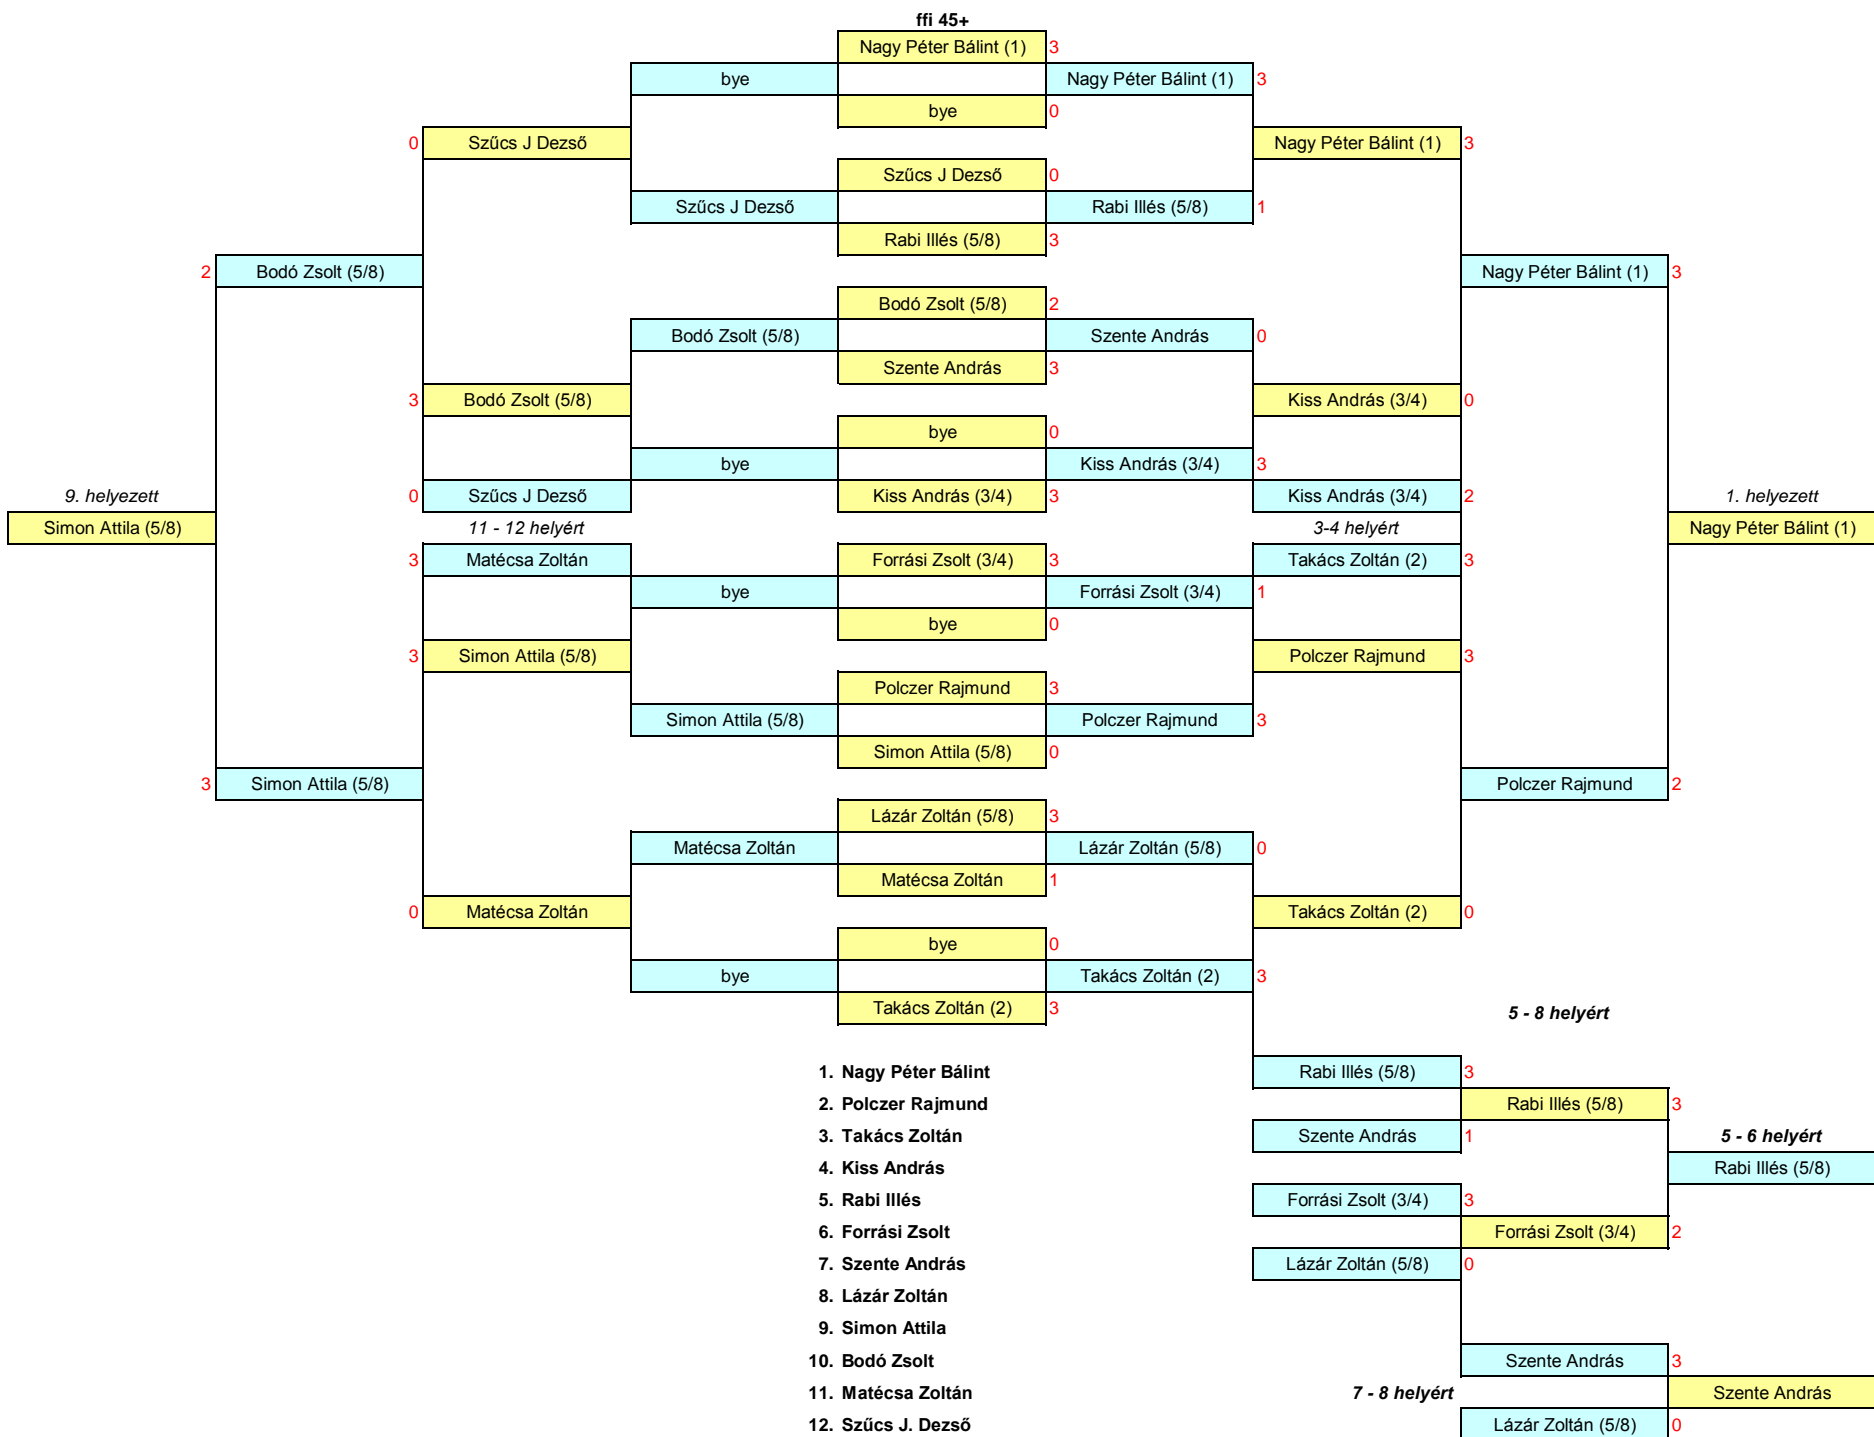 ffi 45+
Nagy Péter Bálint (1) 3
bye Nagy Péter Bálint (1) 3
bye 0
0 Szűcs J Dezső Nagy Péter Bálint (1) 3
Szűcs J Dezső 0
Szűcs J Dezső Rabi Illés (5/8) 1
Rabi Illés (5/8) 3
2 Bodó Zsolt (5/8) Nagy Péter Bálint (1) 3
Bodó Zsolt (5/8) 2
Bodó Zsolt (5/8) Szente András 0
Szente András 3
3 Bodó Zsolt (5/8) Kiss András (3/4) 0
bye 0
bye Kiss András (3/4) 3
9. helyezett 0 Szűcs J Dezső Kiss András (3/4) 3 Kiss András (3/4) 2 1. helyezett
Simon Attila (5/8) 11 - 12 helyért 3-4 helyért Nagy Péter Bálint (1)
3 Matécsa Zoltán Forrási Zsolt (3/4) 3 Takács Zoltán (2) 3
bye Forrási Zsolt (3/4) 1
bye 0
3 Simon Attila (5/8) Polczer Rajmund 3
Polczer Rajmund 3
Simon Attila (5/8) Polczer Rajmund 3
Simon Attila (5/8) 0
3 Simon Attila (5/8) Polczer Rajmund 2
Lázár Zoltán (5/8) 3
Matécsa Zoltán Lázár Zoltán (5/8) 0
Matécsa Zoltán 1
0 Matécsa Zoltán Takács Zoltán (2) 0
bye 0
bye Takács Zoltán (2) 3
Takács Zoltán (2) 3 5 - 8 helyért
1. Nagy Péter Bálint Rabi Illés (5/8) 3
2. Polczer Rajmund Rabi Illés (5/8) 3
3. Takács Zoltán Szente András 1 5 - 6 helyért
4. Kiss András Rabi Illés (5/8)
5. Rabi Illés Forrási Zsolt (3/4) 3
6. Forrási Zsolt Forrási Zsolt (3/4) 2
7. Szente András Lázár Zoltán (5/8) 0
8. Lázár Zoltán
9. Simon Attila
10. Bodó Zsolt Szente András 3
11. Matécsa Zoltán 7 - 8 helyért Szente András
12. Szűcs J. Dezső Lázár Zoltán (5/8) 0